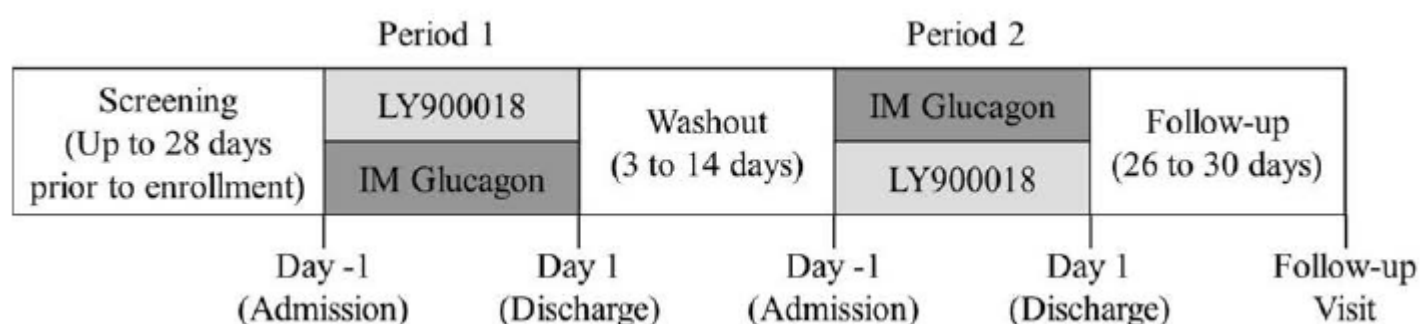 Period 1
Period 2
Screening
(Up to 28 days
prior to enrollment)
LY900018
IM Glucagon
Washout
(3 to 14 days)
IM Glucagon
LY900018
Follow-up
(26 to 30 days)
Day -1
(Admission)
Day 1
(Discharge)
Day -1
(Admission)
Day 1
(Discharge)
Follow-up
Visit